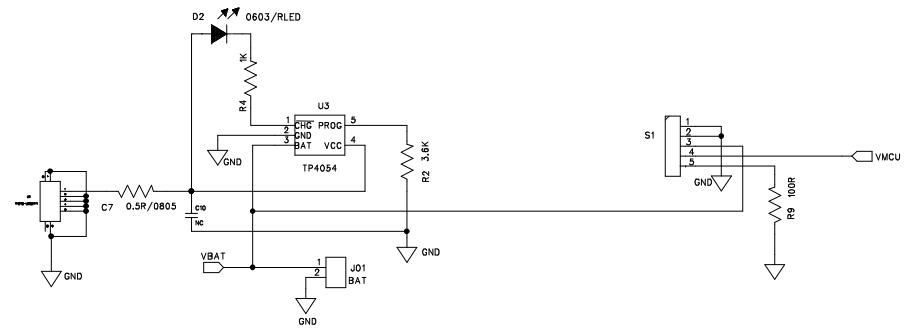 D2
0603/RLED
1K
R4
U3
1
CHG
PROG
5
2
GND
3
BAT
VCC
4
TP4054
GND
3.6K
R2
S1
1
2
3
4
5
VMCU
GND
100R
R9
C7
0.5R/0805
C10
NC
GND
GND
VBAT
1
2
J01
BAT
GND